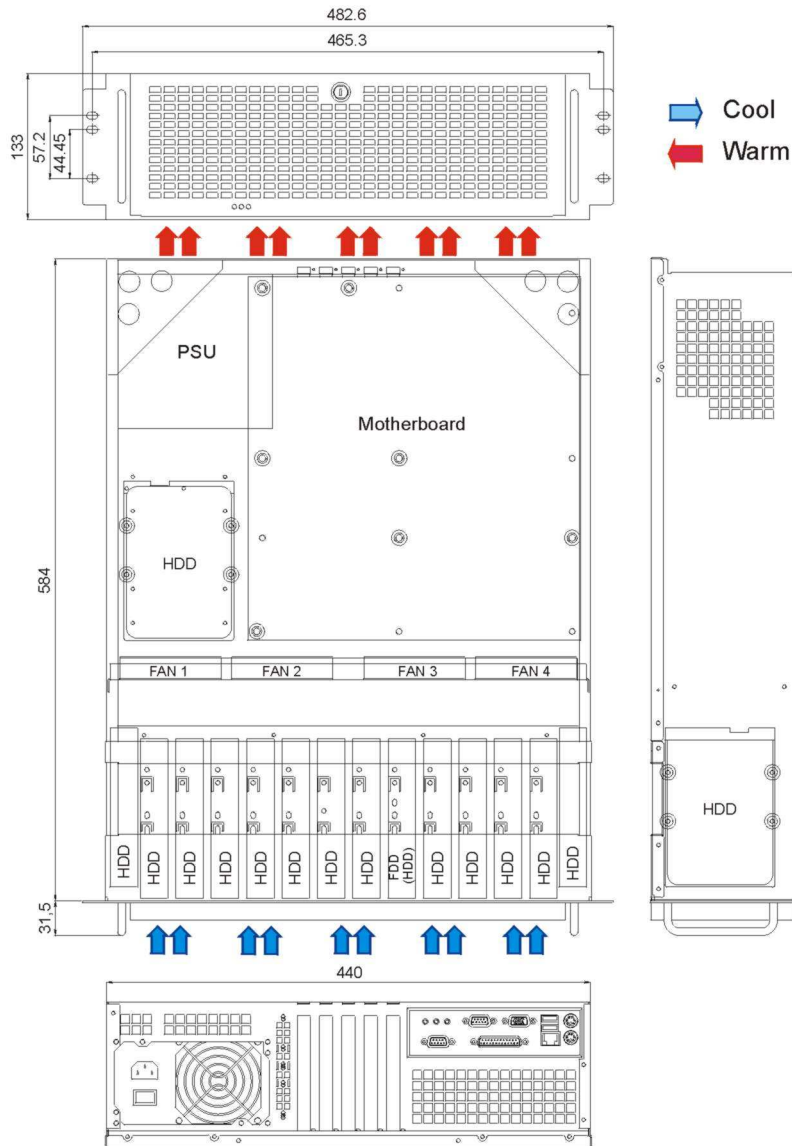 482.6
465.3
133
57.2
44.45
Cool
Warm
PSU
Motherboard
HDD
584
FAN 1
FAN 2
FAN 3
FAN 4
HDD
HDD
HDD
HDD
HDD
HDD
HDD
HDD
FDD
(HDD)
HDD
HDD
HDD
HDD
HDD
HDD
31,5
440